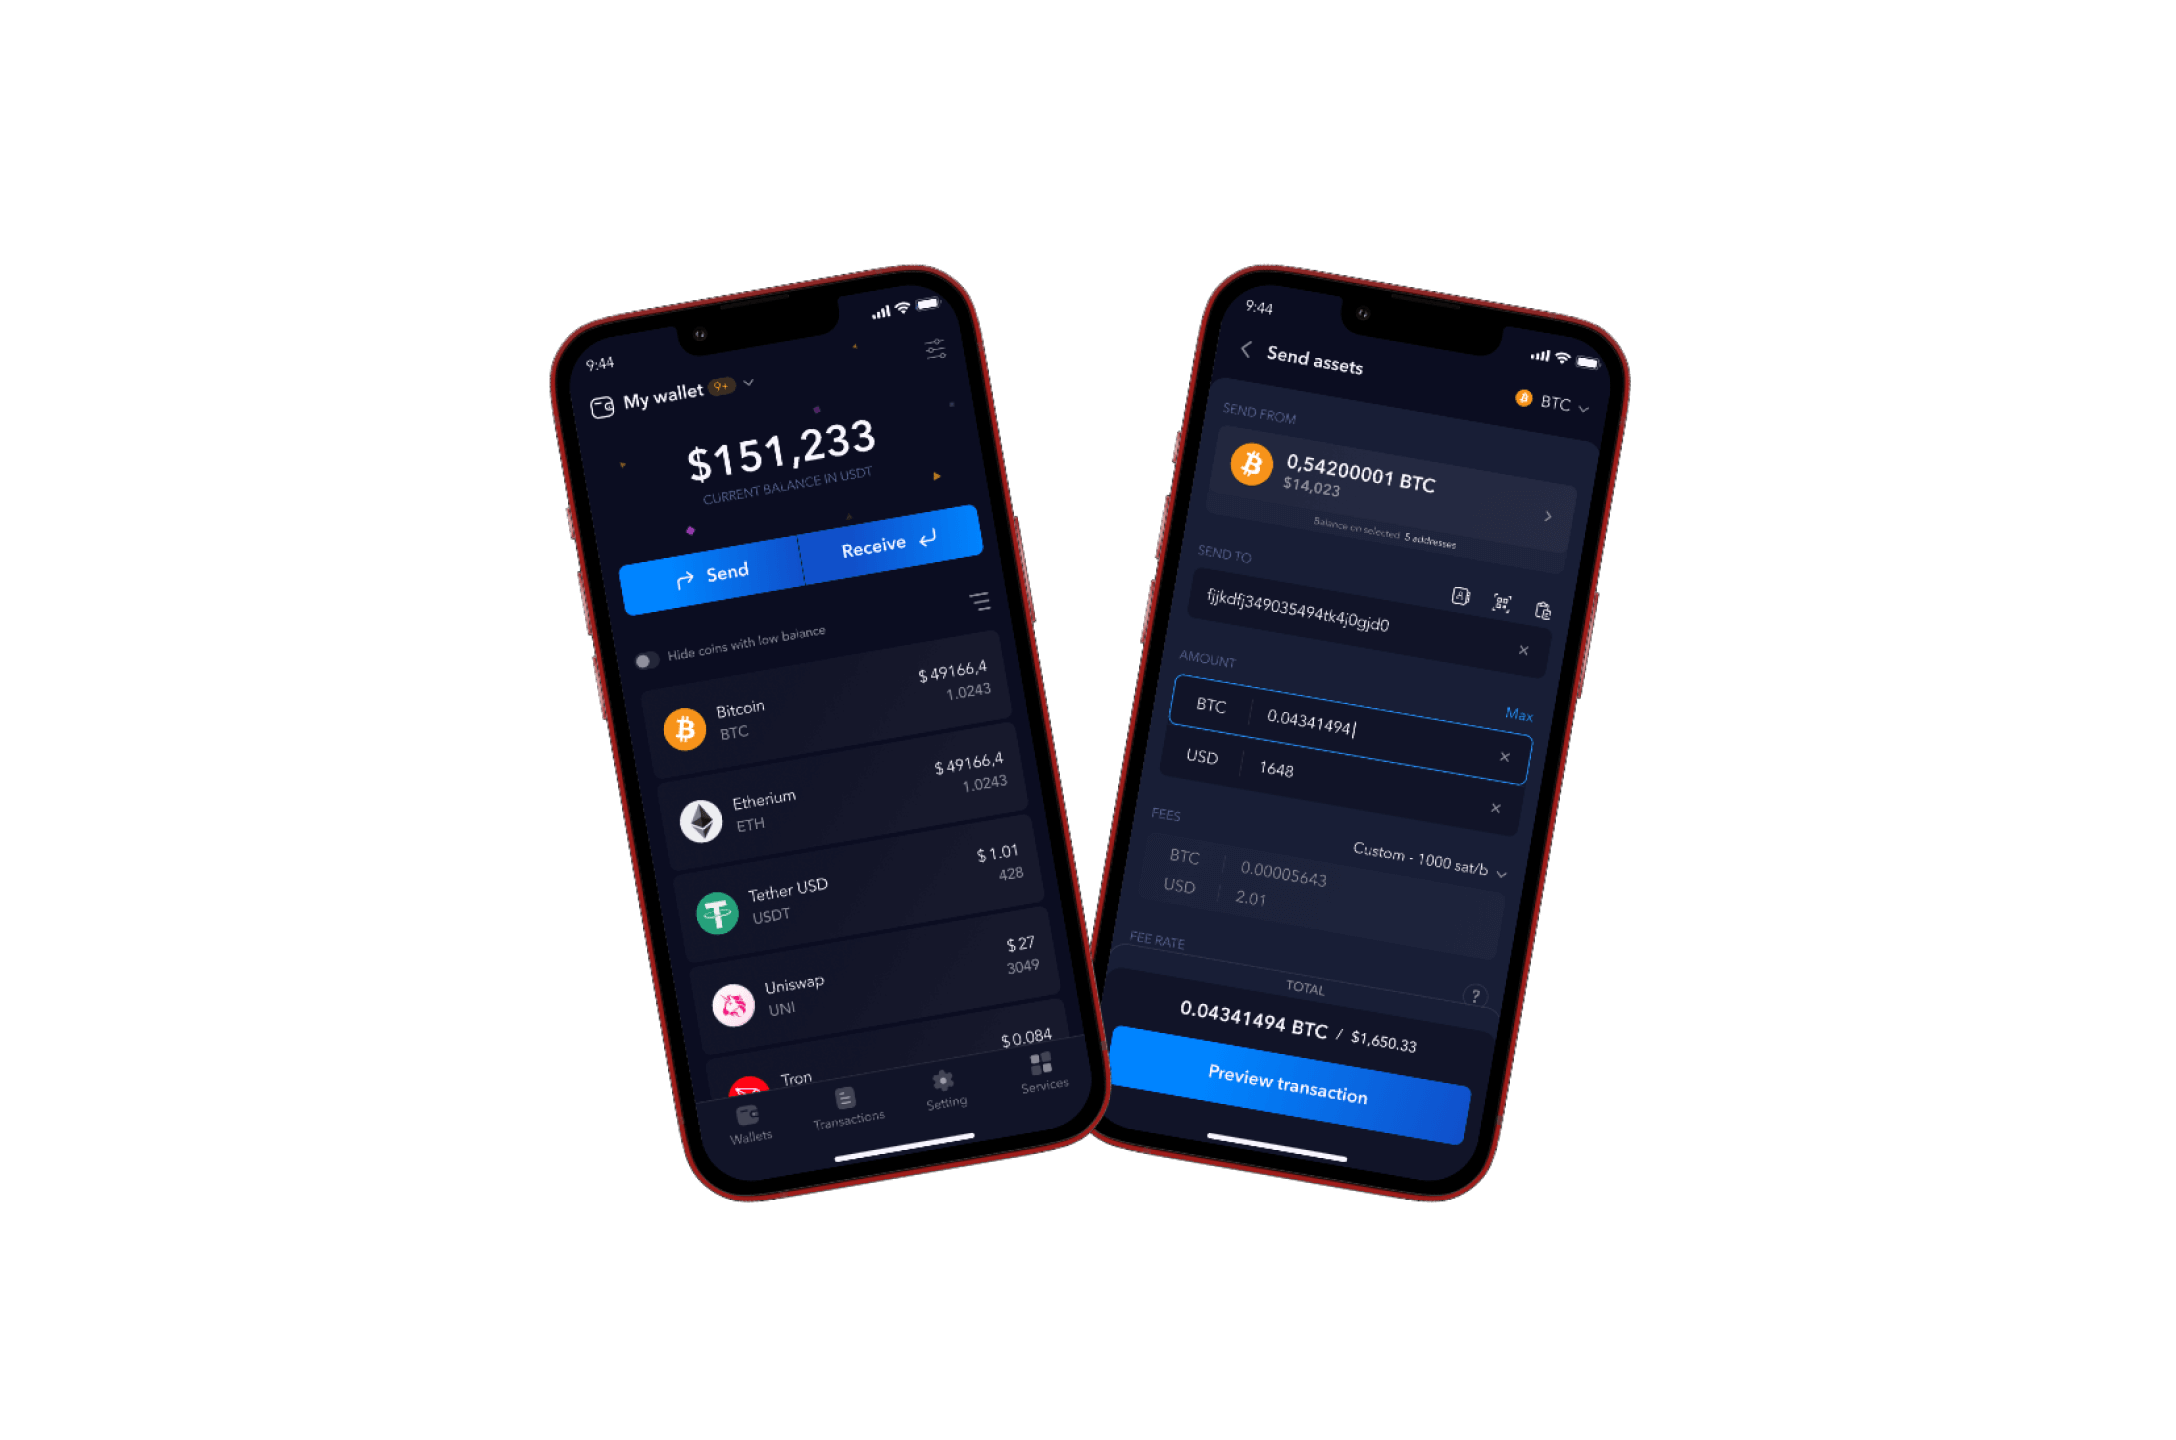 9:44
My wallet 9+
$151,233
CURRENT BALANCE IN USDT
Send
Receive
Hide coins with low balance
Bitcoin
BTC
$ 49166,4
1.0243
Etherium
ETH
$ 49166,4
1.0243
Tether USD
USDT
$ 1.01
428
Uniswap
UNI
$ 27
3049
Tron
$ 0.084
Wallets
Transactions
Setting
Services
9:44
Send assets
BTC
SEND FROM
0,54200001 BTC
$14,023
Balance on selected 5 addresses
SEND TO
fjjkdfj349035494tk4j0gjd0
AMOUNT
Max
BTC
0.04341494
USD
1648
FEES
Custom - 1000 sat/b
BTC
0.00005643
USD
2.01
FEE RATE
?
TOTAL
0.04341494 BTC / $1,650.33
Preview transaction